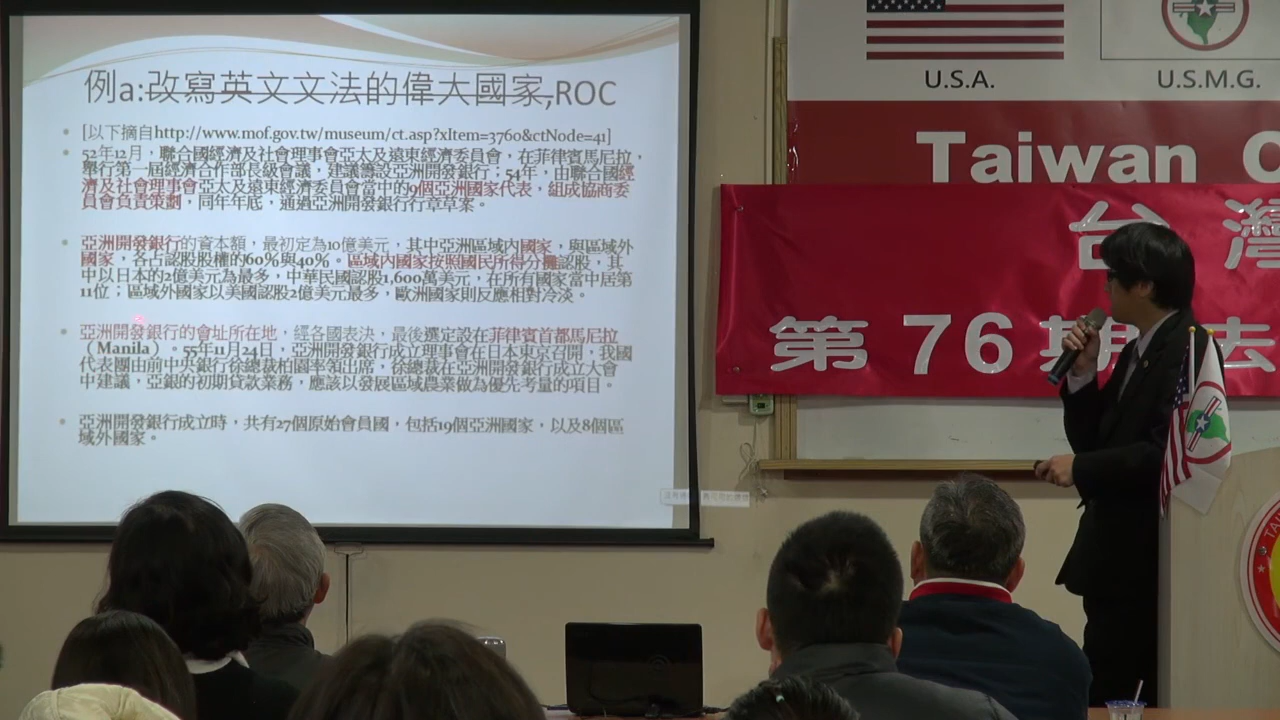 例a:改寫英文文法的偉大國家,ROC
[以下摘自http://www.mof.gov.tw/museum/ct.asp?xItem=3760&ctNode=41]
52年12月，聯合國經濟及社會理事會亞太及遠東經濟委員會，在菲律賓馬尼拉，
舉行第一屆經濟合作部長級會議，建議籌設亞洲開發銀行；54年，由聯合國經
濟及社會理事會亞太及遠東經濟委員會當中的9個亞洲國家代表，組成協商委
員會負責策劃，同年年底，通過亞洲開發銀行行章草案。
亞洲開發銀行的資本額，最初定為10億美元，其中亞洲區域內國家，與區域外
國家，各占認股股權的60%與40%。區域內國家按照國民所得分攤認股，其
中以日本的2億美元為最多，中華民國認股1,600萬美元，在所有國家當中居第
11位；區域外國家以美國認股2億美元最多，歐洲國家則反應相對冷淡。
亞洲開發銀行的會址所在地，經各國表決，最後選定設在菲律賓首都馬尼拉
（Manila）。55年11月24日，亞洲開發銀行成立理事會在日本東京召開，我國
代表團由前中央銀行徐總裁柏園率領出席，徐總裁在亞洲開發銀行成立大會
中建議，亞銀的初期貸款業務，應該以發展區域農業做為優先考量的項目。
亞洲開發銀行成立時，共有27個原始會員國，包括19個亞洲國家，以及8個區
域外國家。
U.S.A.
U.S.M.G.
Taiwan
台灣
第76期法